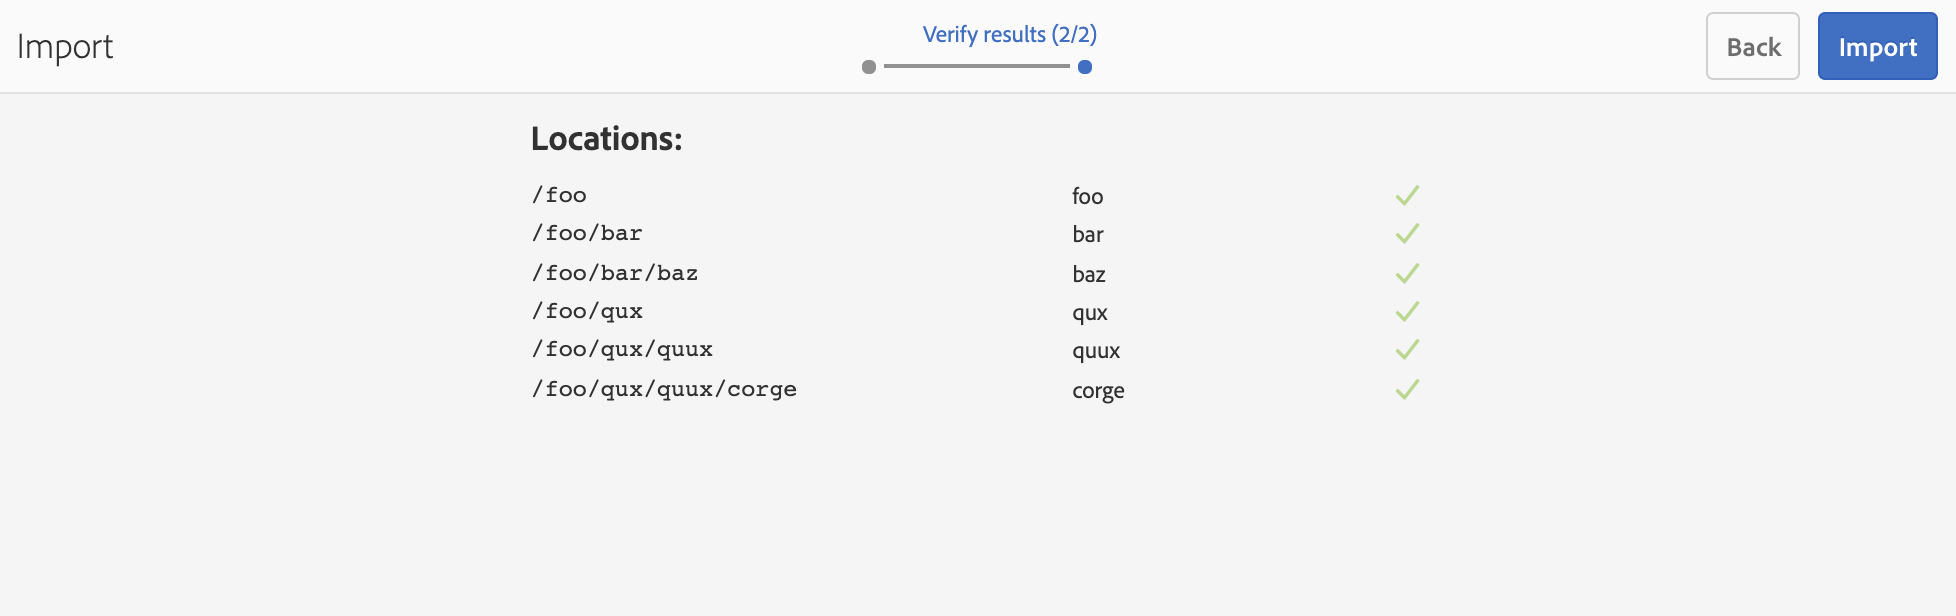 Import
Verify results (2/2)
Back
Import
Locations:
/foo foo
/foo/bar bar
/foo/bar/baz baz
/foo/qux qux
/foo/qux/quux quux
/foo/qux/quux/corge corge